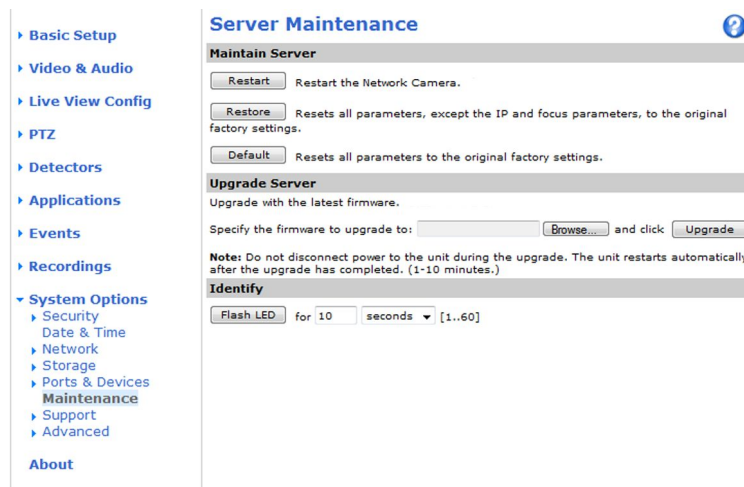 Basic Setup
Video & Audio
Live View Config
PTZ
Detectors
Applications
Events
Recordings
System Options
Security
Date & Time
Network
Storage
Ports & Devices
Maintenance
Support
Advanced
About
Server Maintenance
?
Maintain Server
Restart Restart the Network Camera.
Restore Resets all parameters, except the IP and focus parameters, to the original
factory settings.
Default Resets all parameters to the original factory settings.
Upgrade Server
Upgrade with the latest firmware.
Specify the firmware to upgrade to: Browse... and click Upgrade
Note: Do not disconnect power to the unit during the upgrade. The unit restarts automatically
after the upgrade has completed. (1-10 minutes.)
Identify
Flash LED for 10 seconds [1..60]